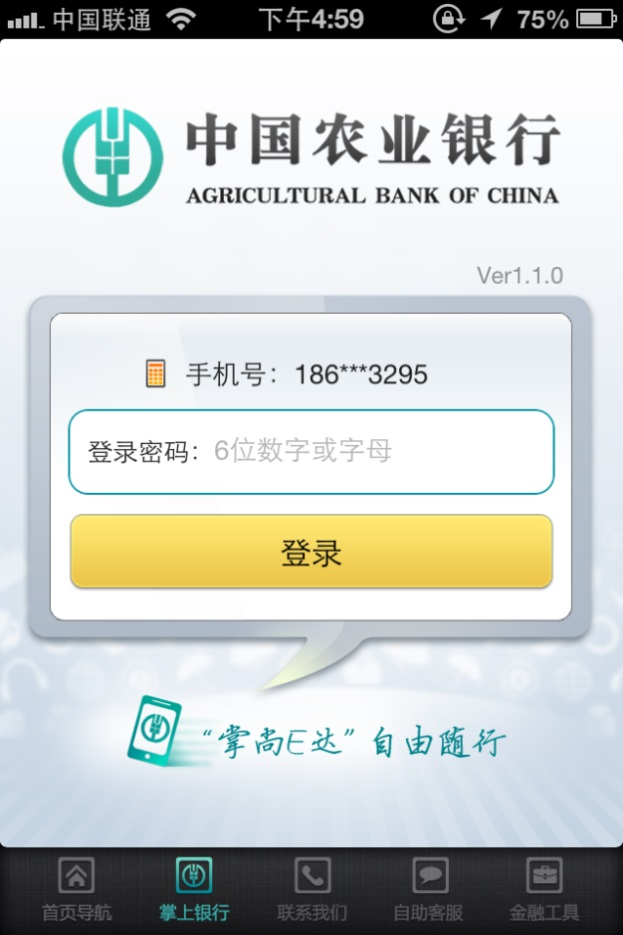 中国联通 下午4:59 75%
中国农业银行
AGRICULTURAL BANK OF CHINA
Ver1.1.0
手机号：186***3295
登录密码：6位数字或字母
登录
“掌尚E达”自由随行
首页导航 掌上银行 联系我们 自助客服 金融工具